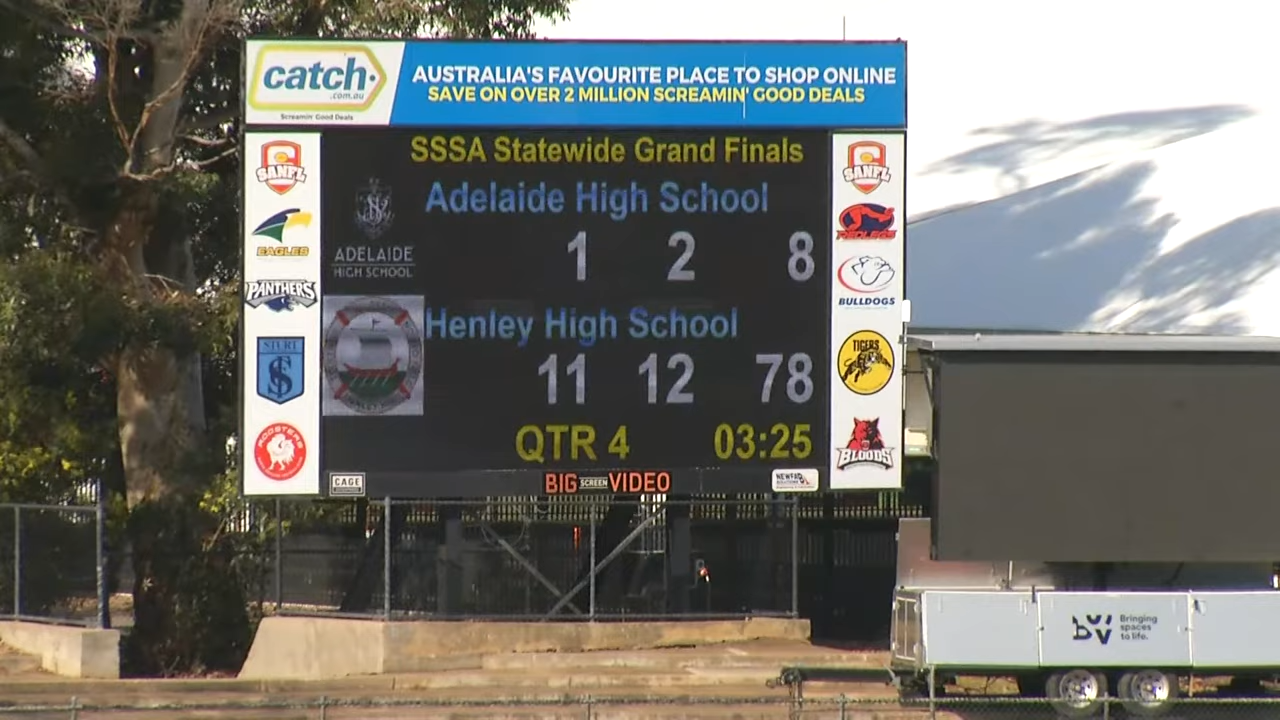 catch.com.au
Screamin' Good Deals
AUSTRALIA'S FAVOURITE PLACE TO SHOP ONLINE
SAVE ON OVER 2 MILLION SCREAMIN' GOOD DEALS
SANFL
EAGLES
PANTHERS
STURT
ROOSTERS
SSSA Statewide Grand Finals
Adelaide High School
ADELAIDE
HIGH SCHOOL
1 2 8
Henley High School
11 12 78
QTR 4 03:25
CAGE
BIG SCREEN VIDEO
SANFL
REDLEGS
BULLDOGS
TIGERS
BLOODS
Bringing
spaces
to life.